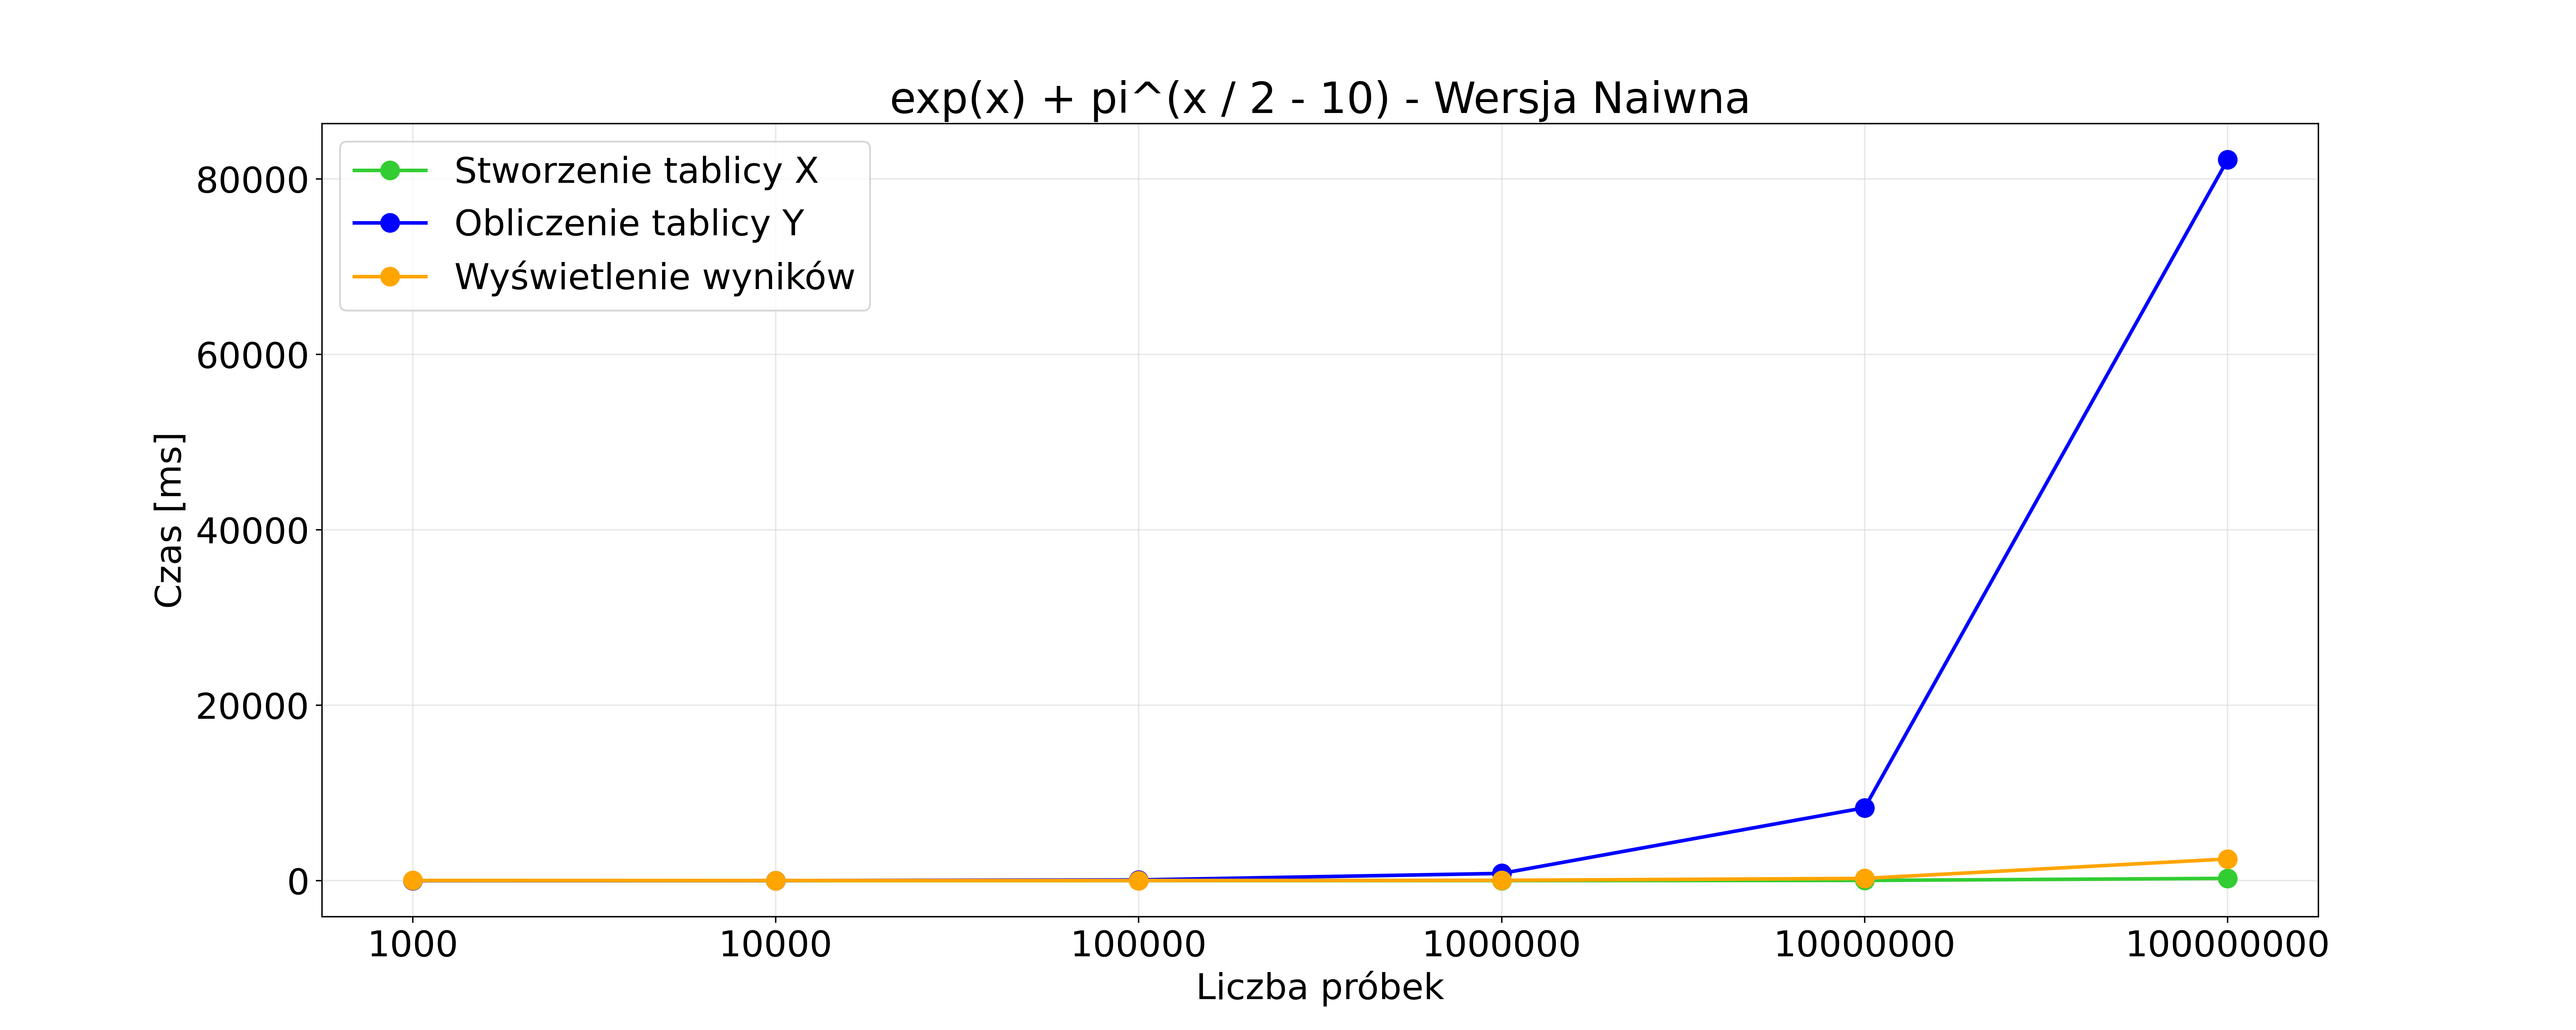 exp(x) + pi^(x / 2 - 10) - Wersja Naiwna
Stworzenie tablicy X
Obliczenie tablicy Y
Wyświetlenie wyników
Czas [ms]
80000
60000
40000
20000
0
1000 10000 100000 1000000 10000000 100000000
Liczba próbek